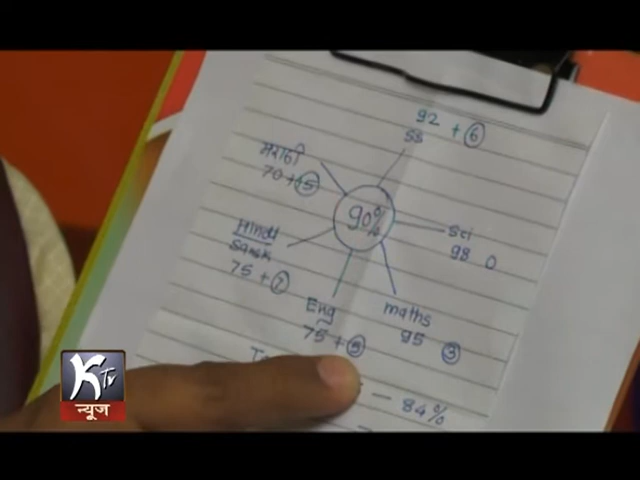 92 + 6
SS
मराठी
70 + 5
90%
Sci
98 0
Hindi
Sansk
75 + 7
Eng
75 + 5
maths
95 3
— 84%
KTV
न्यूज